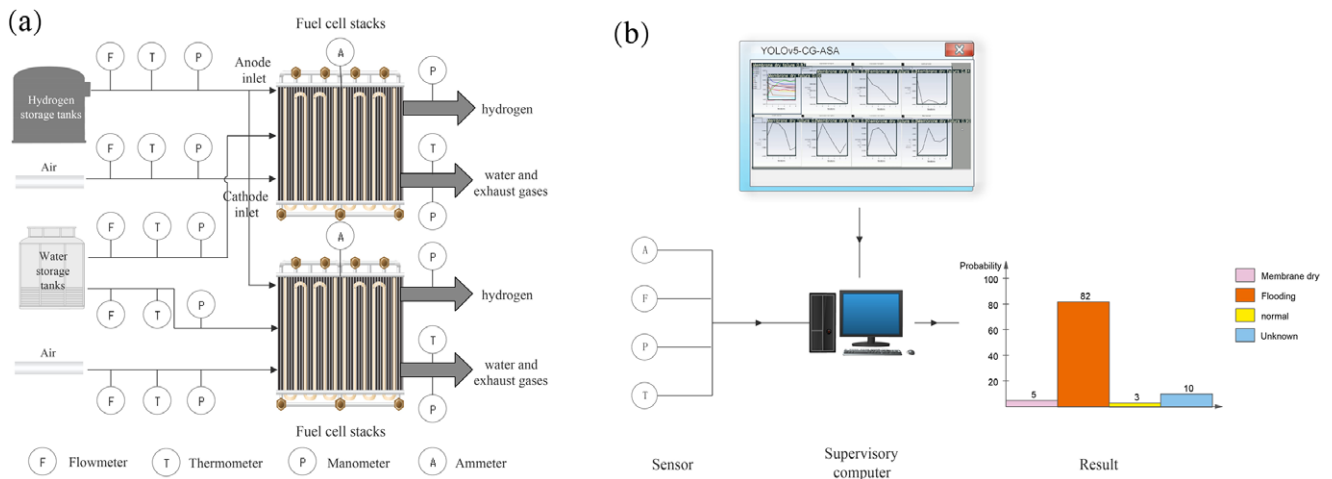 (a)
Fuel cell stacks
F T P
A
P
Anode
inlet
Hydrogen
storage tanks
hydrogen
F T P
T
Air
water and
exhaust gases
Cathode
inlet
P
F T P
A
P
Water
storage
tanks
hydrogen
F T P
T
Air
water and
exhaust gases
F T P
P
Fuel cell stacks
F Flowmeter T Thermometer P Manometer A Ammeter
(b)
YOLOv5-CG-ASA
A
F
P
T
Sensor
Supervisory
computer
Probability
100
80
60
40
20
5
82
3
10
Membrane dry
Flooding
normal
Unknown
Result